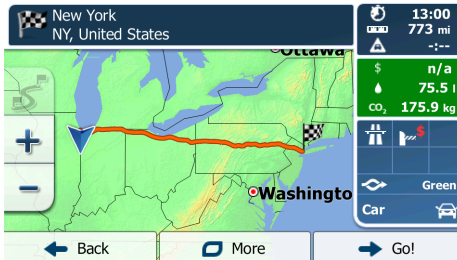 New York
NY, United States
13:00
773 mi
-:--
Ottawa
$ n/a
75.5 l
CO2 175.9 kg
$
Washingto
Green
Car
+
-
Back
More
Go!